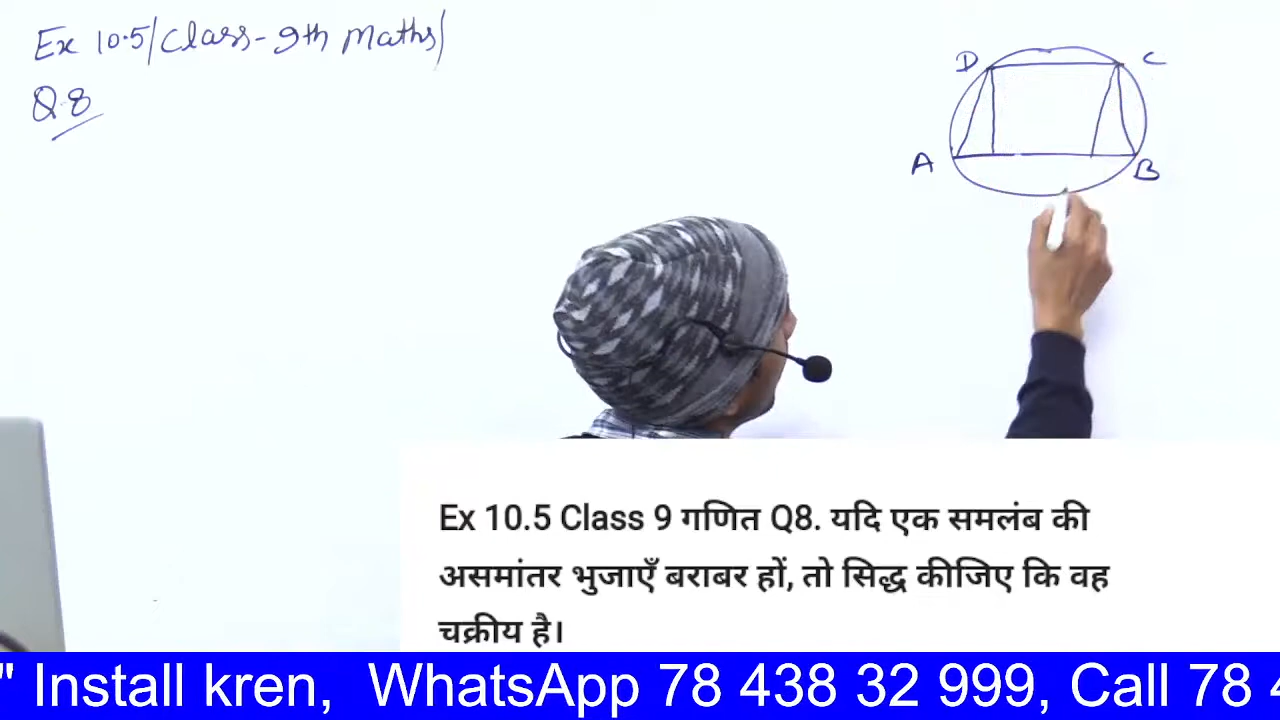 Ex 10.5/Class-9th Maths/
Q.8
D
C
A
B
Ex 10.5 Class 9 गणित Q8. यदि एक समलंब की
असमांतर भुजाएँ बराबर हों, तो सिद्ध कीजिए कि वह
चक्रीय है।
" Install kren, WhatsApp 78 438 32 999, Call 78 4